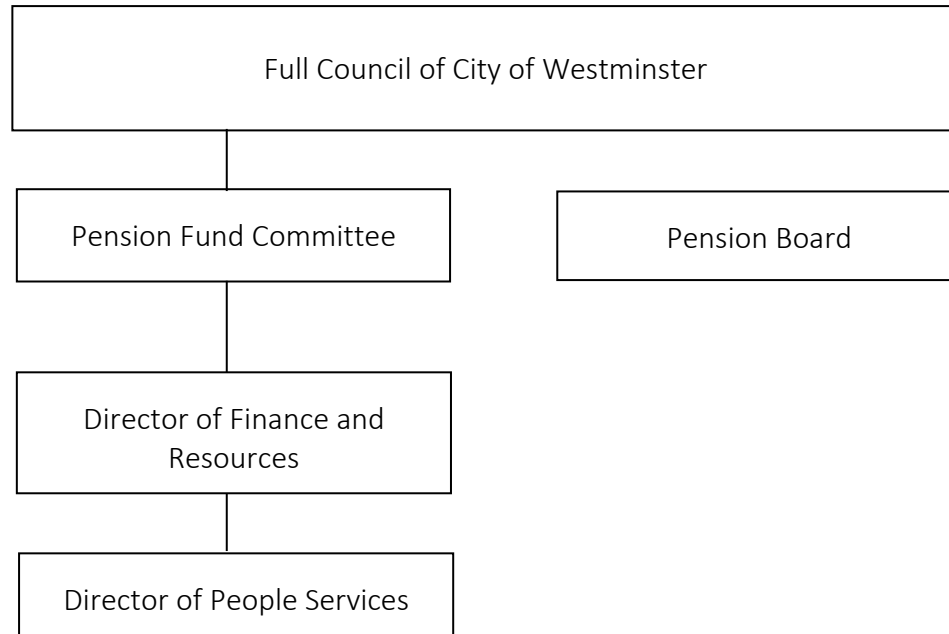 Full Council of City of Westminster
Pension Fund Committee
Pension Board
Director of Finance and
Resources
Director of People Services